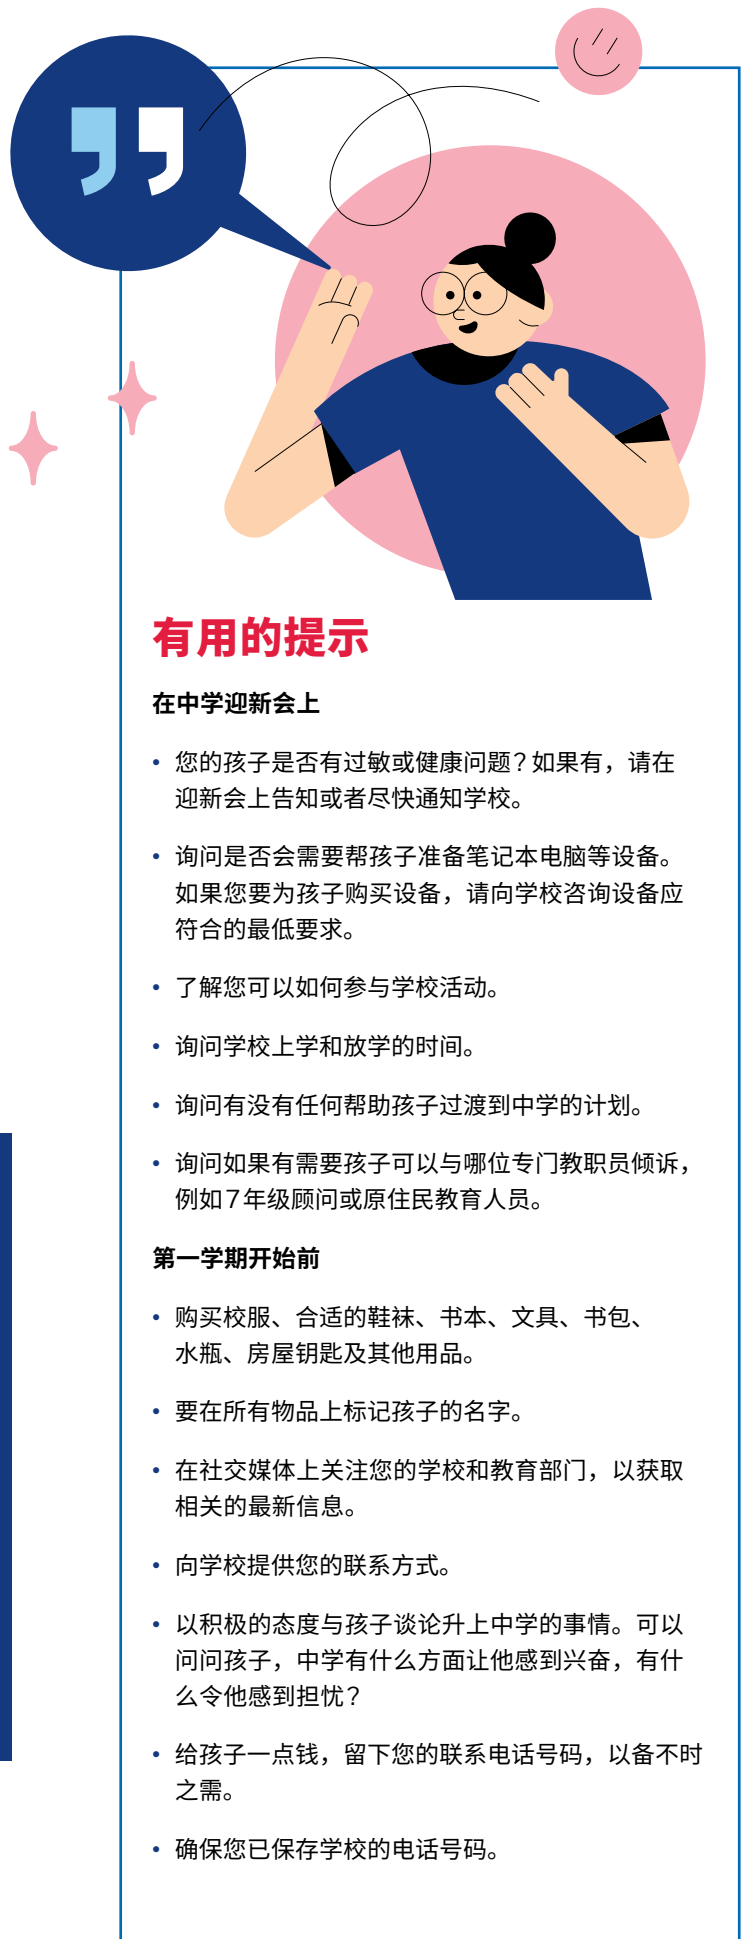 有用的提示
在中学迎新会上
• 您的孩子是否有过敏或健康问题？如果有，请在
迎新会上告知或者尽快通知学校。
• 询问是否会需要帮孩子准备笔记本电脑等设备。
如果您要为孩子购买设备，请向学校咨询设备应
符合的最低要求。
• 了解您可以如何参与学校活动。
• 询问学校上学和放学的时间。
• 询问有没有任何帮助孩子过渡到中学的计划。
• 询问如果有需要孩子可以与哪位专门教职员倾诉，
例如7年级顾问或原住民教育人员。
第一学期开始前
• 购买校服、合适的鞋袜、书本、文具、书包、
水瓶、房屋钥匙及其他用品。
• 要在所有物品上标记孩子的名字。
• 在社交媒体上关注您的学校和教育部门，以获取
相关的最新信息。
• 向学校提供您的联系方式。
• 以积极的态度与孩子谈论升上中学的事情。可以
问问孩子，中学有什么方面让他感到兴奋，有什
么令他感到担忧？
• 给孩子一点钱，留下您的联系电话号码，以备不时
之需。
• 确保您已保存学校的电话号码。